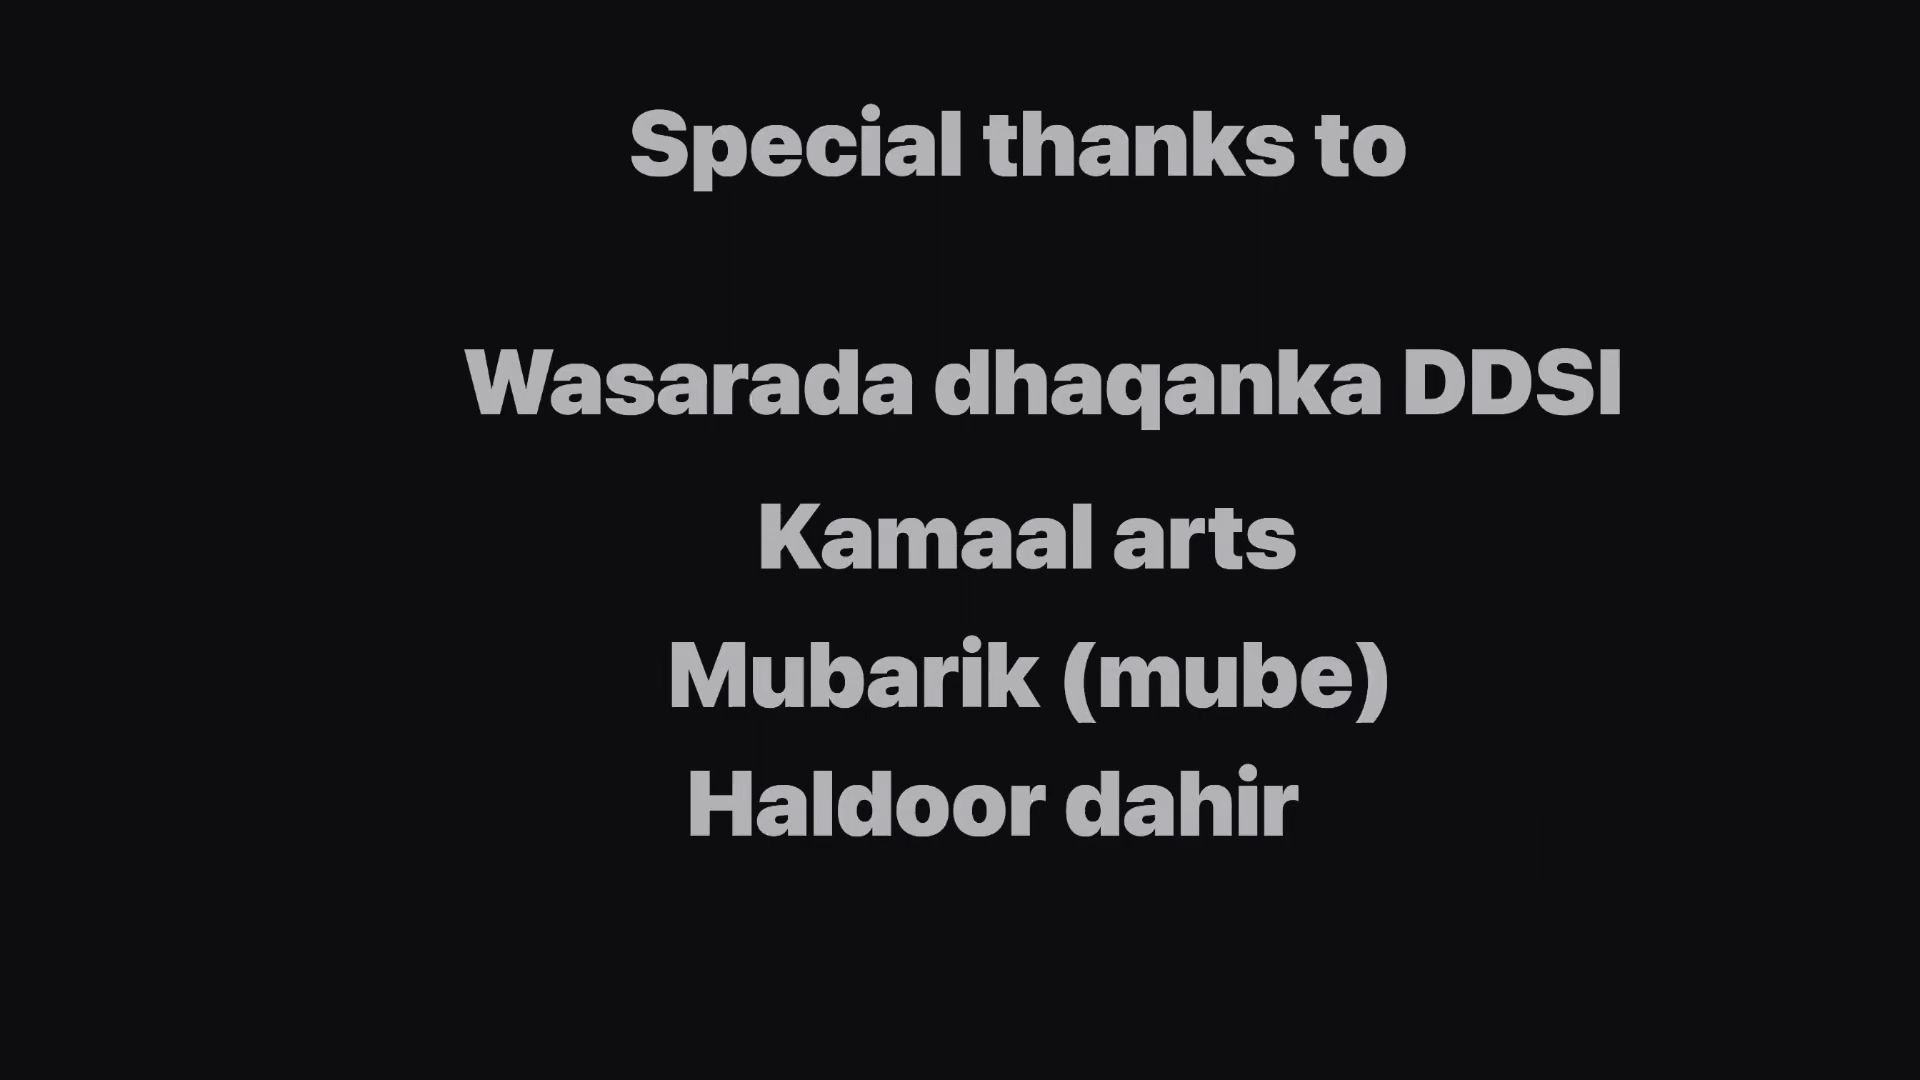 Special thanks to
Wasarada dhaqanka DDSI
Kamaal arts
Mubarik (mube)
Haldoor dahir